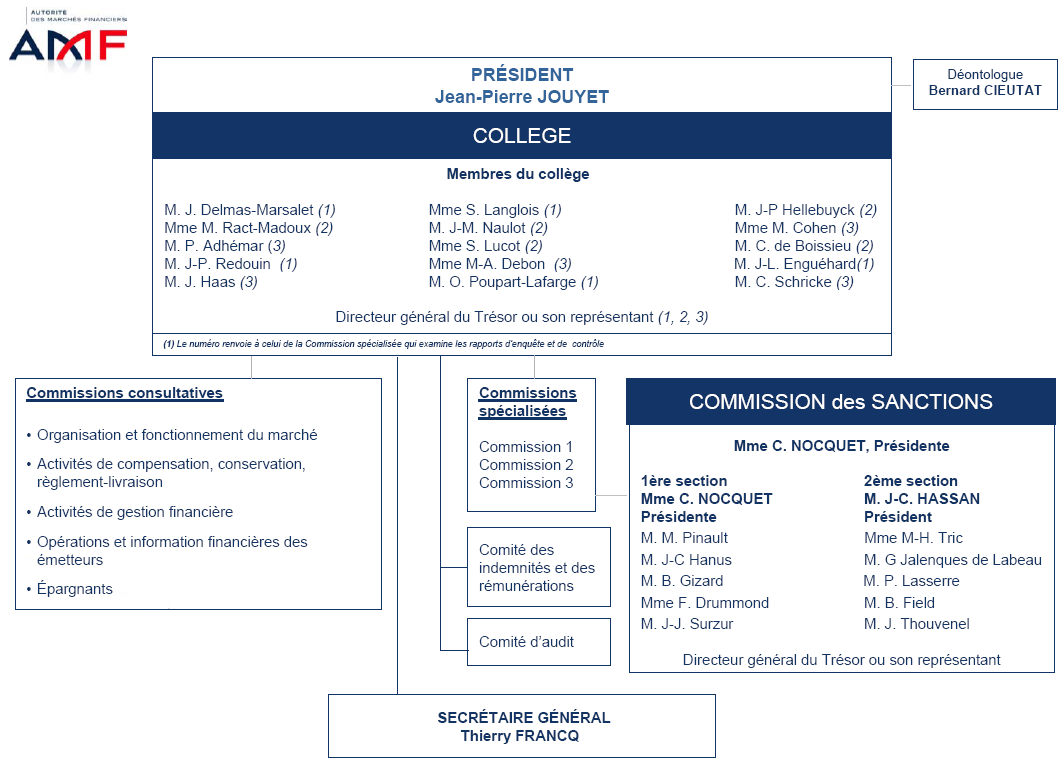 AUTORITÉ
DES MARCHÉS FINANCIERS
AMF
PRÉSIDENT
Jean-Pierre JOUYET
Déontologue
Bernard CIEUTAT
COLLEGE
Membres du collège
M. J. Delmas-Marsalet (1)
Mme M. Ract-Madoux (2)
M. P. Adhémar (3)
M. J-P. Redouin (1)
M. J. Haas (3)
Mme S. Langlois (1)
M. J-M. Naulot (2)
Mme S. Lucot (2)
Mme M-A. Debon (3)
M. O. Poupart-Lafarge (1)
M. J-P Hellebuyck (2)
Mme M. Cohen (3)
M. C. de Boissieu (2)
M. J-L. Enguéhard(1)
M. C. Schricke (3)
Directeur général du Trésor ou son représentant (1, 2, 3)
(1) Le numéro renvoie à celui de la Commission spécialisée qui examine les rapports d'enquête et de contrôle
Commissions consultatives
• Organisation et fonctionnement du marché
• Activités de compensation, conservation,
règlement-livraison
• Activités de gestion financière
• Opérations et information financières des
émetteurs
• Épargnants
Commissions
spécialisées
Commission 1
Commission 2
Commission 3
Comité des
indemnités et des
rémunérations
Comité d'audit
COMMISSION des SANCTIONS
Mme C. NOCQUET, Présidente
1ère section
Mme C. NOCQUET
Présidente
M. M. Pinault
M. J-C Hanus
M. B. Gizard
Mme F. Drummond
M. J-J. Surzur
2ème section
M. J-C. HASSAN
Président
Mme M-H. Tric
M. G Jalenques de Labeau
M. P. Lasserre
M. B. Field
M. J. Thouvenel
Directeur général du Trésor ou son représentant
SECRÉTAIRE GÉNÉRAL
Thierry FRANCQ